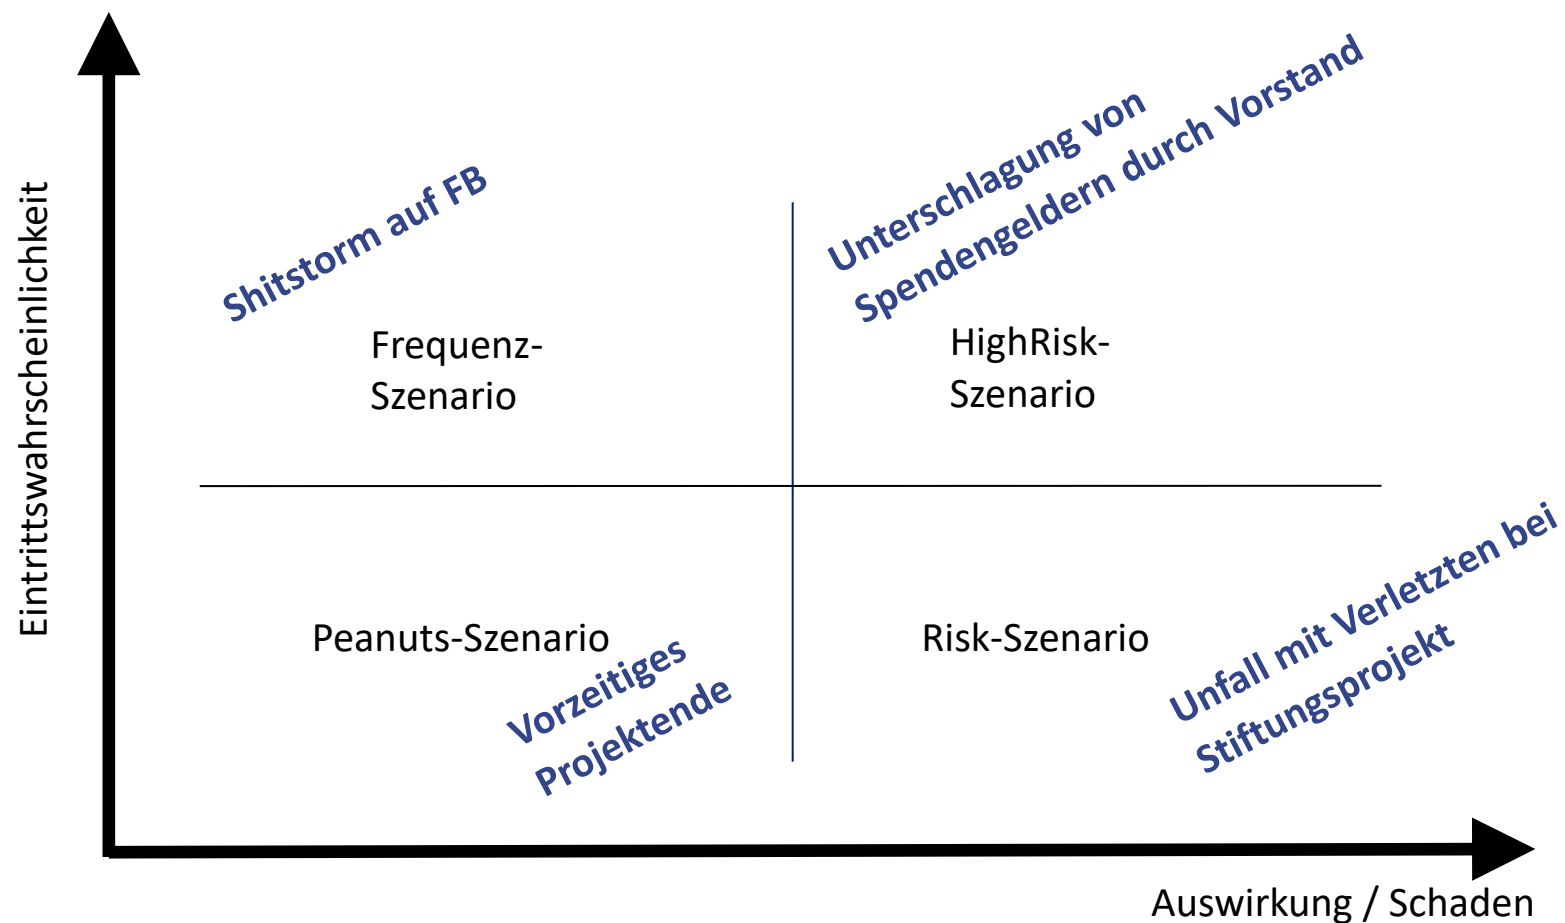 Eintrittswahrscheinlichkeit
Shitstorm auf FB
Unterschlagung von
Spendengeldern durch Vorstand
Frequenz-
Szenario
HighRisk-
Szenario
Peanuts-Szenario
Vorzeitiges
Projektende
Risk-Szenario
Unfall mit Verletzten bei
Stiftungsprojekt
Auswirkung / Schaden